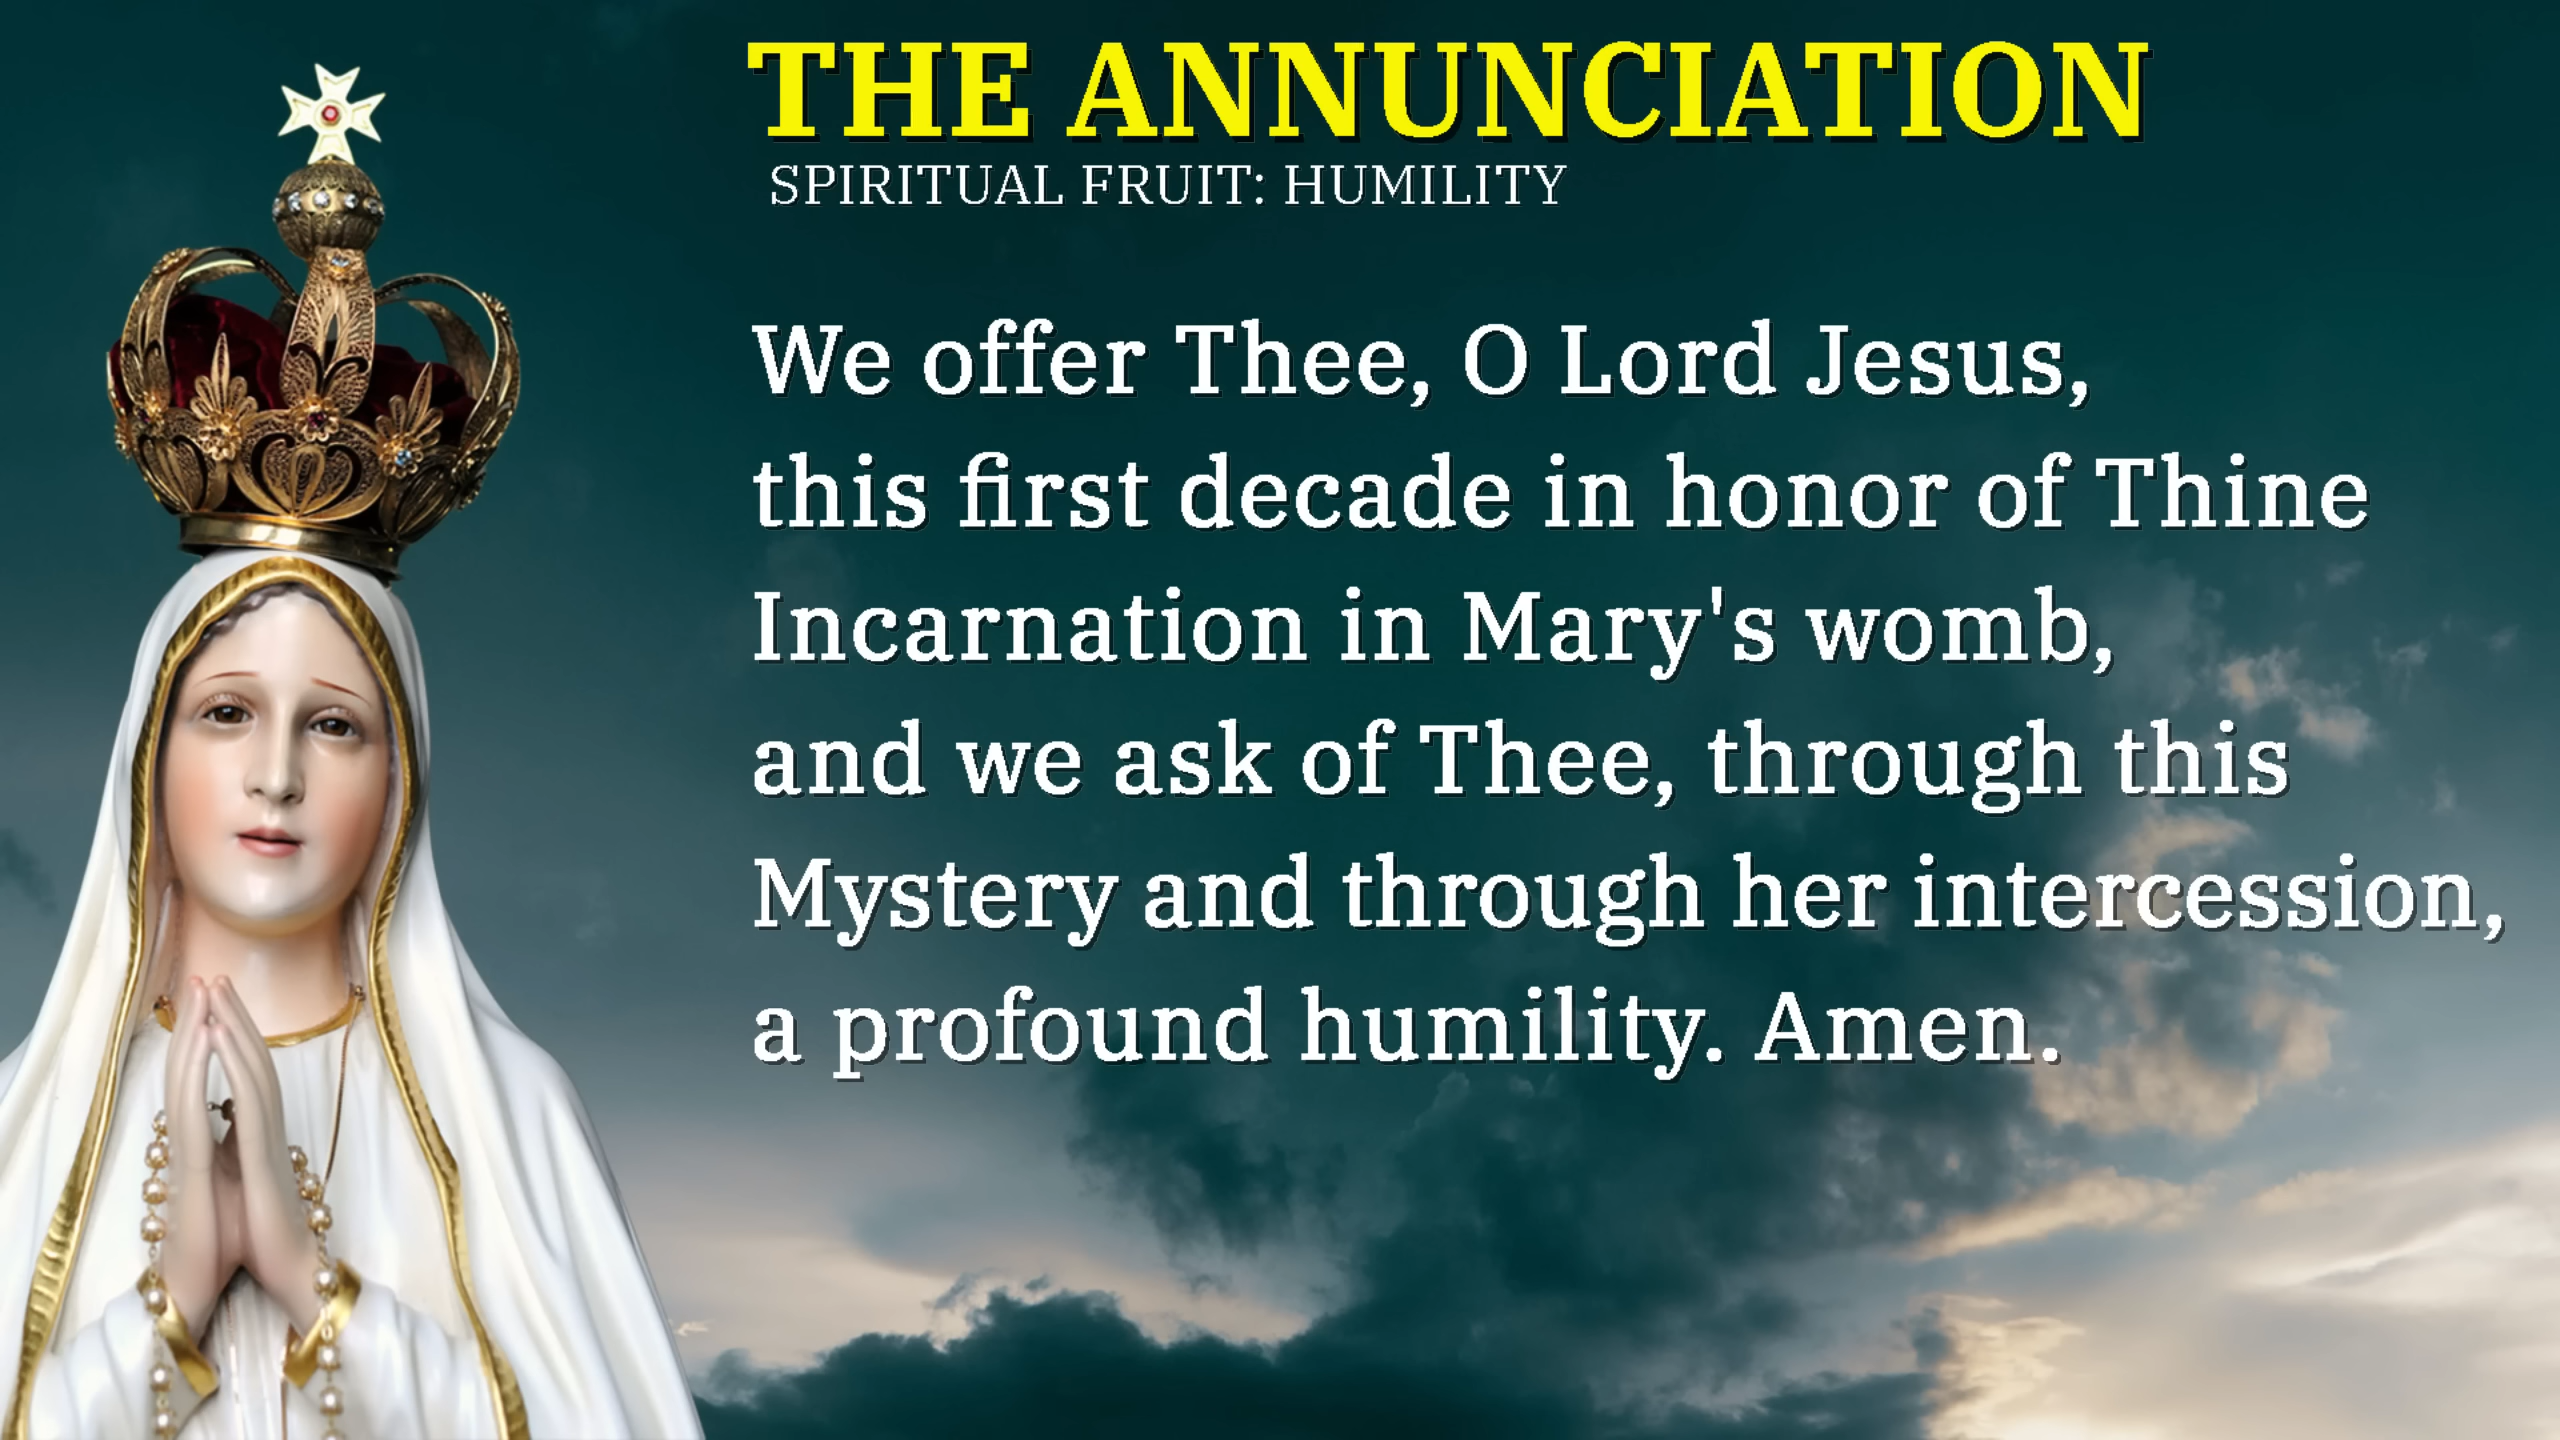 THE ANNUNCIATION
SPIRITUAL FRUIT: HUMILITY
We offer Thee, O Lord Jesus,
this first decade in honor of Thine
Incarnation in Mary's womb,
and we ask of Thee, through this
Mystery and through her intercession,
a profound humility. Amen.